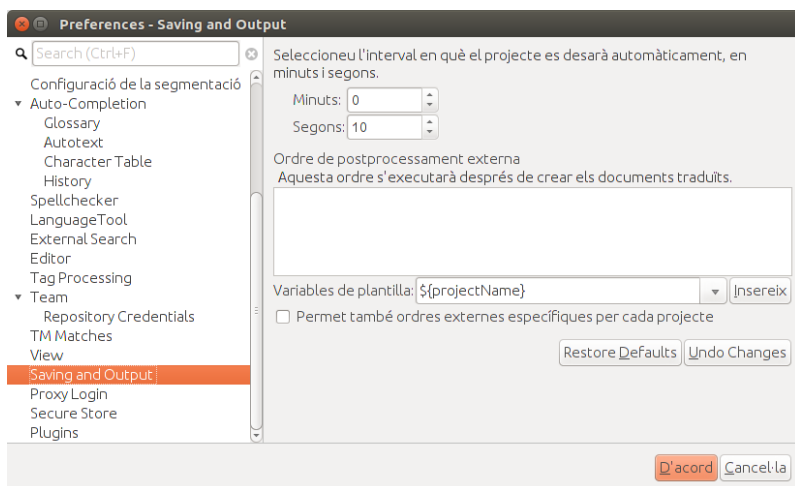 Preferences - Saving and Output
Search (Ctrl+F)
Configuració de la segmentació
Auto-Completion
Glossary
Autotext
Character Table
History
Spellchecker
LanguageTool
External Search
Editor
Tag Processing
Team
Repository Credentials
TM Matches
View
Saving and Output
Proxy Login
Secure Store
Plugins
Seleccioneu l'interval en què el projecte es desarà automàticament, en
minuts i segons.
Minuts: 0
Segons: 10
Ordre de postprocessament externa
Aquesta ordre s'executarà després de crear els documents traduïts.
Variables de plantilla: ${projectName} Insereix
Permet també ordres externes específiques per cada projecte
Restore Defaults Undo Changes
D'acord Cancel·la